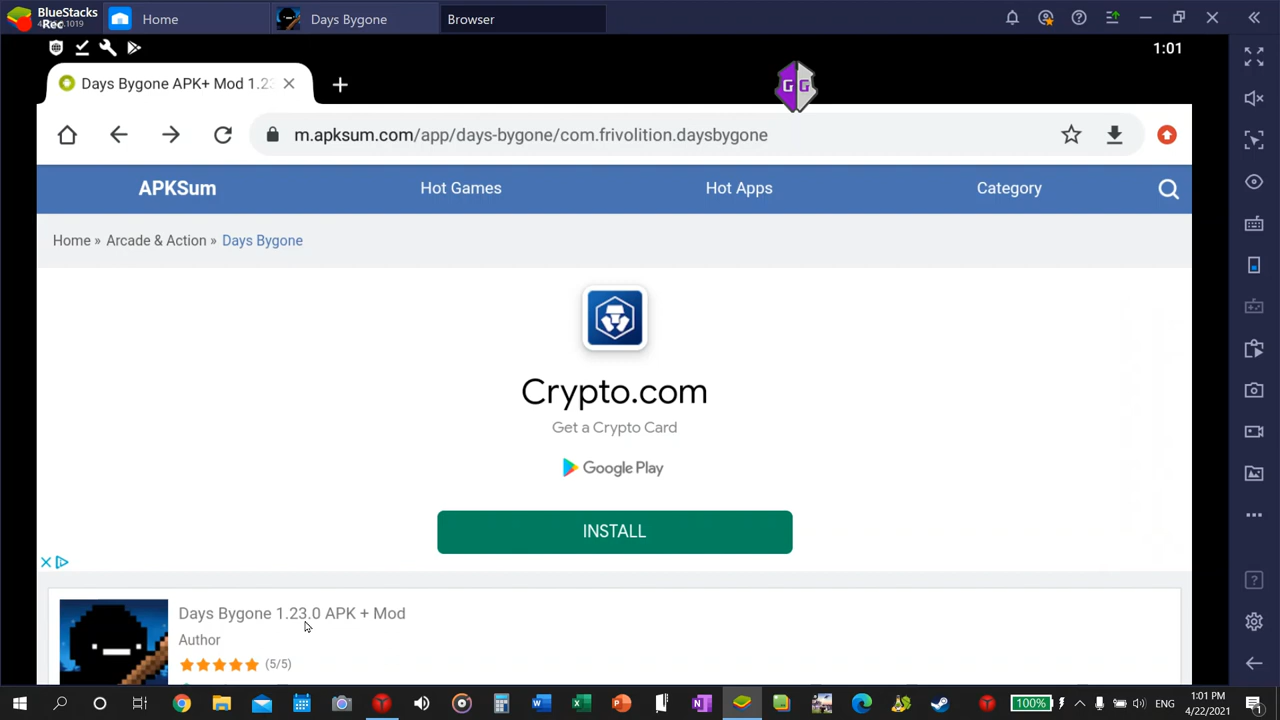 BlueStacks
Rec
Home
Days Bygone
Browser
1:01
Days Bygone APK+ Mod 1.23
m.apksum.com/app/days-bygone/com.frivolition.daysbygone
APKSum
Hot Games
Hot Apps
Category
Home » Arcade & Action » Days Bygone
Crypto.com
Get a Crypto Card
Google Play
INSTALL
Days Bygone 1.23.0 APK + Mod
Author
(5/5)
100%
ENG
1:01 PM
4/22/2021